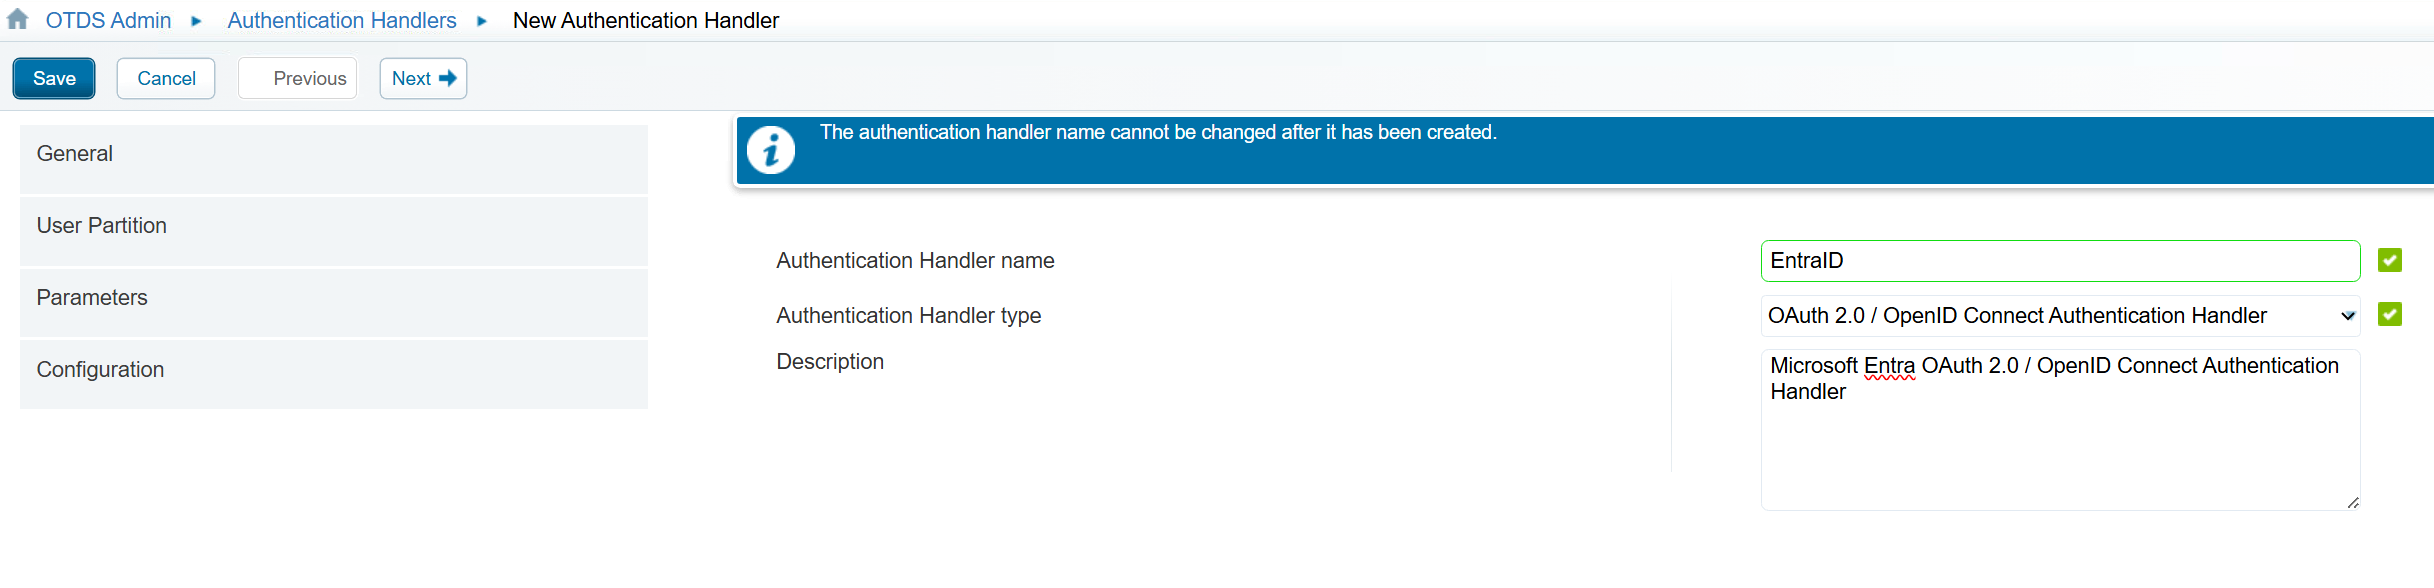 OTDS Admin Authentication Handlers New Authentication Handler
Save Cancel Previous Next
General
User Partition
Parameters
Configuration
The authentication handler name cannot be changed after it has been created.
Authentication Handler name EntraID
Authentication Handler type OAuth 2.0 / OpenID Connect Authentication Handler
Description Microsoft Entra OAuth 2.0 / OpenID Connect Authentication
Handler